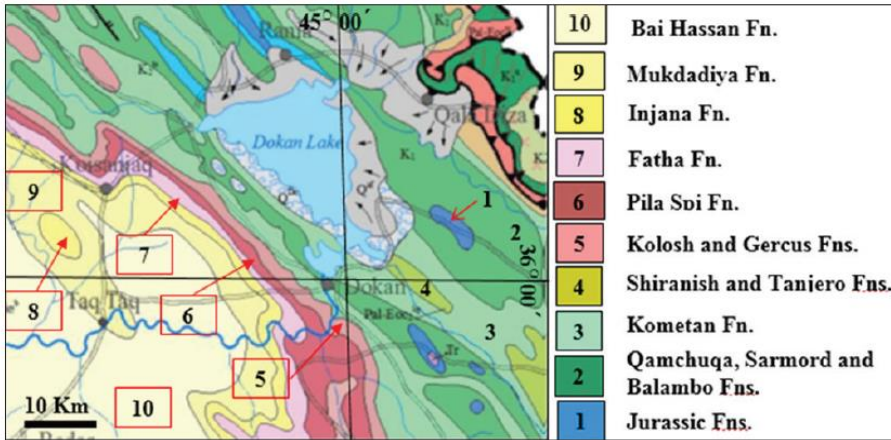 45° 00′
Rania
K₂
Qala Diza
Dokan Lake
K₁
Koisanjaq
9
1
7
2
36° 00′
8
Taq Taq
6
Dokan
4
3
5
Tr
10 Km
10
10 Bai Hassan Fn.
9 Mukdadiya Fn.
8 Injana Fn.
7 Fatha Fn.
6 Pila Spi Fn.
5 Kolosh and Gercus Fns.
4 Shiranish and Tanjero Fns.
3 Kometan Fn.
2 Qamchuqa, Sarmord and
Balambo Fns.
1 Jurassic Fns.